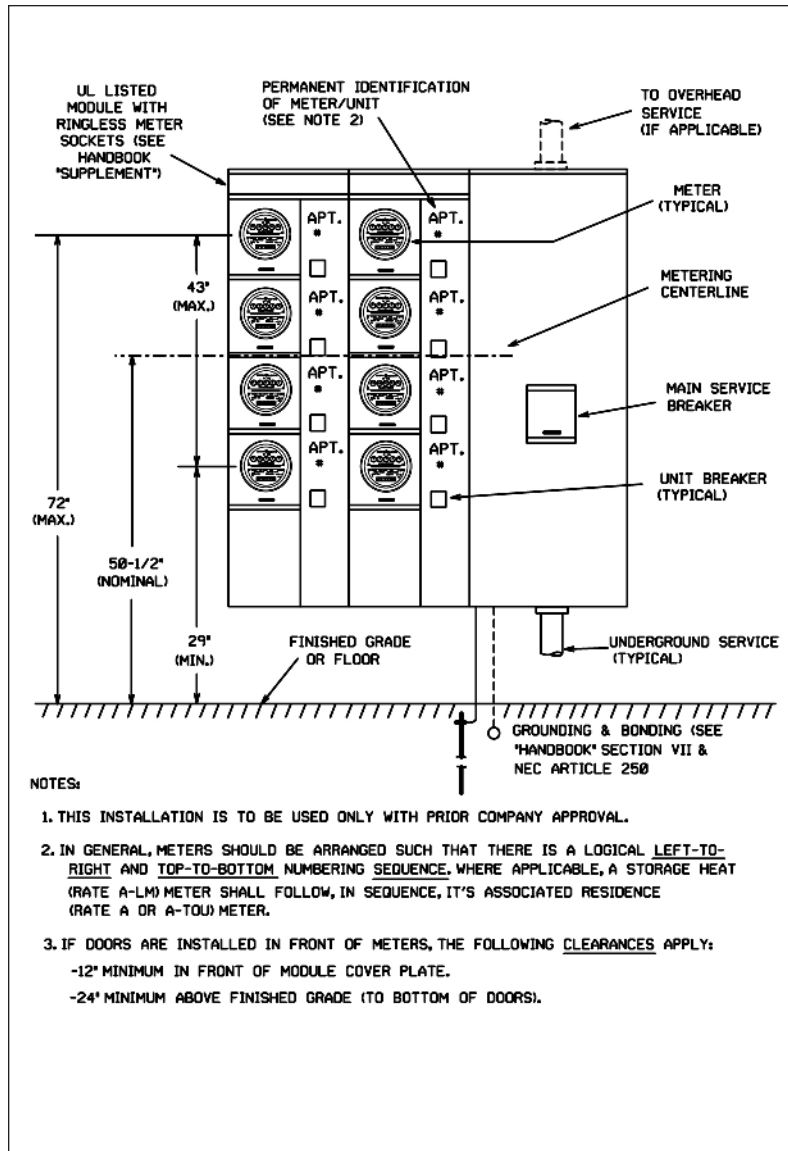 UL LISTED
MODULE WITH
RINGLESS METER
SOCKETS (SEE
HANDBOOK
"SUPPLEMENT")
PERMANENT IDENTIFICATION
OF METER/UNIT
(SEE NOTE 2)
TO OVERHEAD
SERVICE
(IF APPLICABLE)
METER
(TYPICAL)
METERING
CENTERLINE
MAIN SERVICE
BREAKER
UNIT BREAKER
(TYPICAL)
APT.
#
APT.
#
APT.
#
APT.
#
APT.
#
APT.
#
APT.
#
APT.
#
43"
(MAX.)
72"
(MAX.)
50-1/2"
(NOMINAL)
29"
(MIN.)
FINISHED GRADE
OR FLOOR
UNDERGROUND SERVICE
(TYPICAL)
GROUNDING & BONDING (SEE
"HANDBOOK" SECTION VII &
NEC ARTICLE 250
NOTES:
1. THIS INSTALLATION IS TO BE USED ONLY WITH PRIOR COMPANY APPROVAL.
2. IN GENERAL, METERS SHOULD BE ARRANGED SUCH THAT THERE IS A LOGICAL LEFT-TO-
RIGHT AND TOP-TO-BOTTOM NUMBERING SEQUENCE. WHERE APPLICABLE, A STORAGE HEAT
(RATE A-LM) METER SHALL FOLLOW, IN SEQUENCE, IT'S ASSOCIATED RESIDENCE
(RATE A OR A-TOU) METER.
3. IF DOORS ARE INSTALLED IN FRONT OF METERS, THE FOLLOWING CLEARANCES APPLY:
-12" MINIMUM IN FRONT OF MODULE COVER PLATE.
-24" MINIMUM ABOVE FINISHED GRADE (TO BOTTOM OF DOORS).